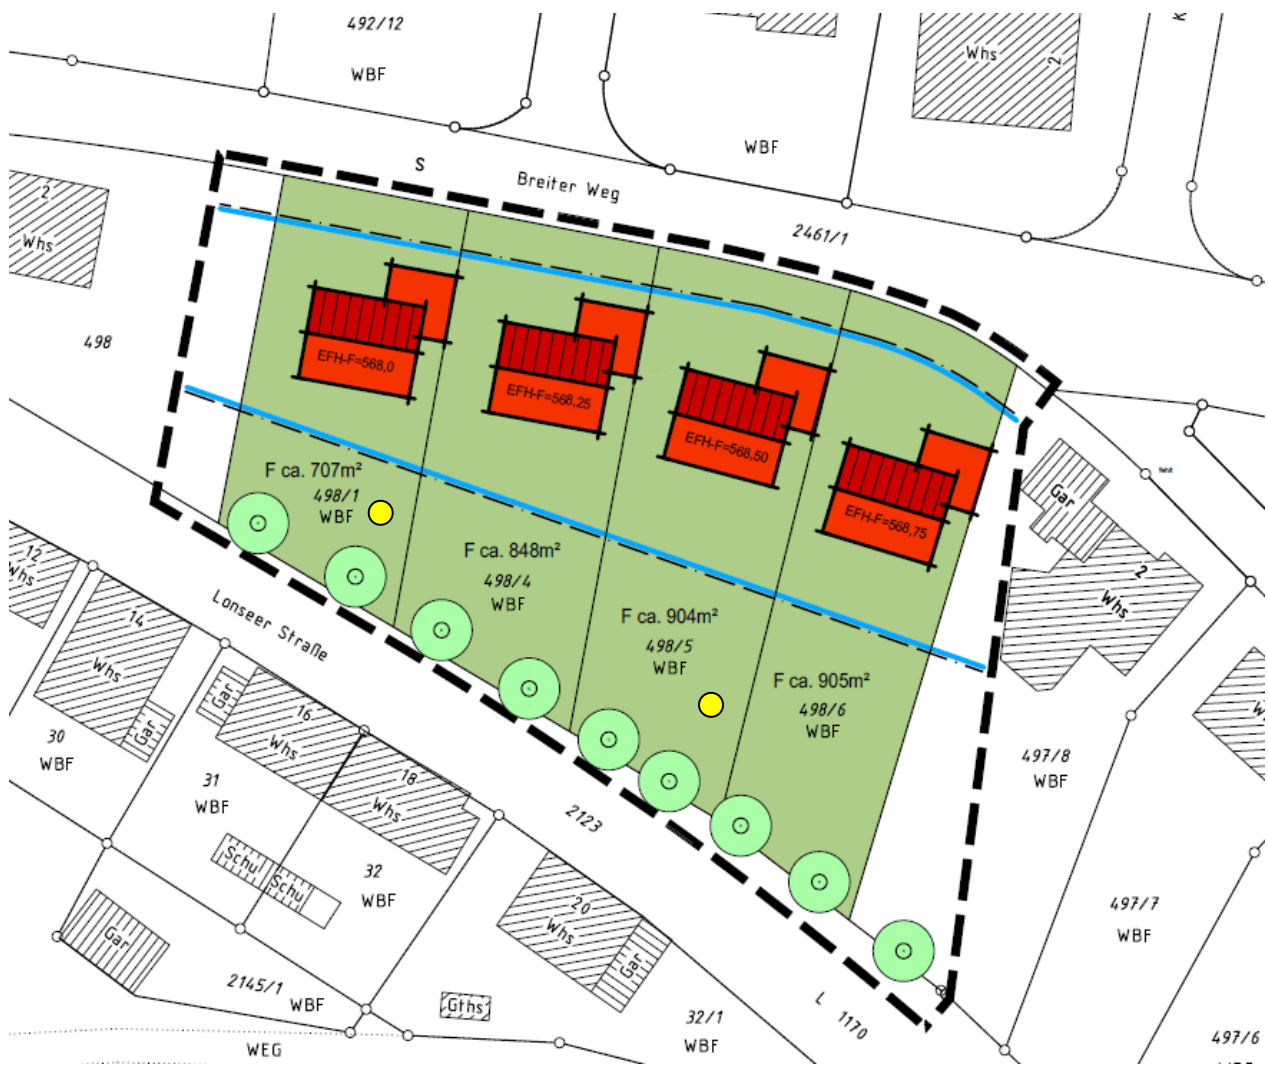 492/12
WBF
Whs
2
K
WBF
S
Breiter Weg
2461/1
2
Whs
498
EFH-F=568,0
EFH-F=568,25
EFH-F=568,50
EFH-F=568,75
F ca. 707m²
498/1
WBF
F ca. 848m²
498/4
WBF
F ca. 904m²
498/5
WBF
F ca. 905m²
498/6
WBF
fehlt
Gar
2
Whs
12
Whs
14
Whs
Gar
Lonseer Straße
Gar
16
Whs
18
Whs
30
WBF
31
WBF
Schu
Schu
32
WBF
2123
20
Whs
Gar
497/8
WBF
497/7
WBF
Gar
2145/1
WBF
Gths
WEG
32/1
WBF
L 1170
497/6